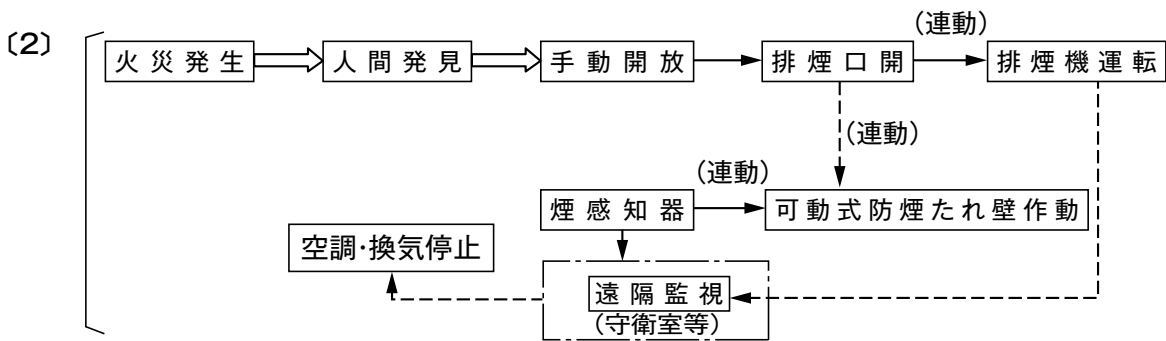 〔2〕
火災発生
人間発見
手動開放
排煙口開
(連動)
排煙機運転
(連動)
(連動)
煙感知器
可動式防煙たれ壁作動
空調・換気停止
遠隔監視
(守衛室等)